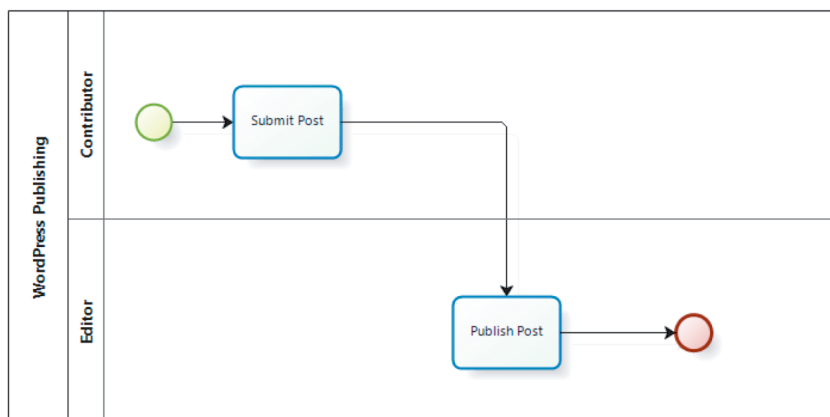 WordPress Publishing
Contributor
Submit Post
Editor
Publish Post